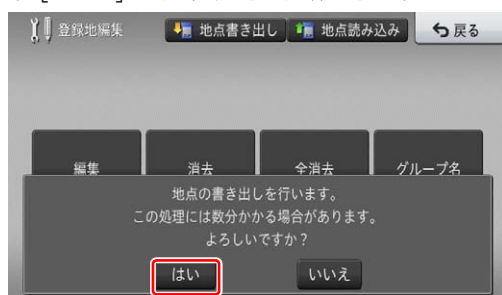 登録地編集
地点書き出し
地点読み込み
戻る
編集
消去
全消去
グループ名
地点の書き出しを行います。
この処理には数分かかる場合があります。
よろしいですか？
はい
いいえ